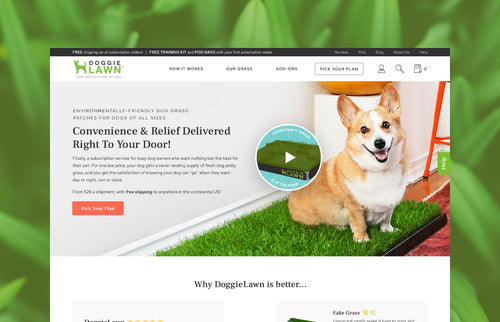 FREE shipping on all subscription orders! | FREE TRAINING KIT and POO BAGS with your first subscription order.
Reviews FAQ Blog About Us Help
DOGGIE LAWN
HOW IT WORKS OUR GRASS ADD-ONS PICK YOUR PLAN 0
ENVIRONMENTALLY-FRIENDLY DOG GRASS
PATCHES FOR DOGS OF ALL SIZES
Convenience & Relief Delivered
Right To Your Door!
Finally, a subscription service for busy dog owners who want nothing but the best for
their pet. For one low price, your dog gets a never-ending supply of fresh dog potty
grass, and you get the satisfaction of knowing your dog can "go" when they want -
day or night, rain or shine.
From $26 a shipment, with free shipping to anywhere in the continental US!
Pick Your Plan
LEARN HOW IT WORKS
PLAY THE VIDEO
Help
Why DoggieLawn is better...
DoggieLawn
Fake Grass